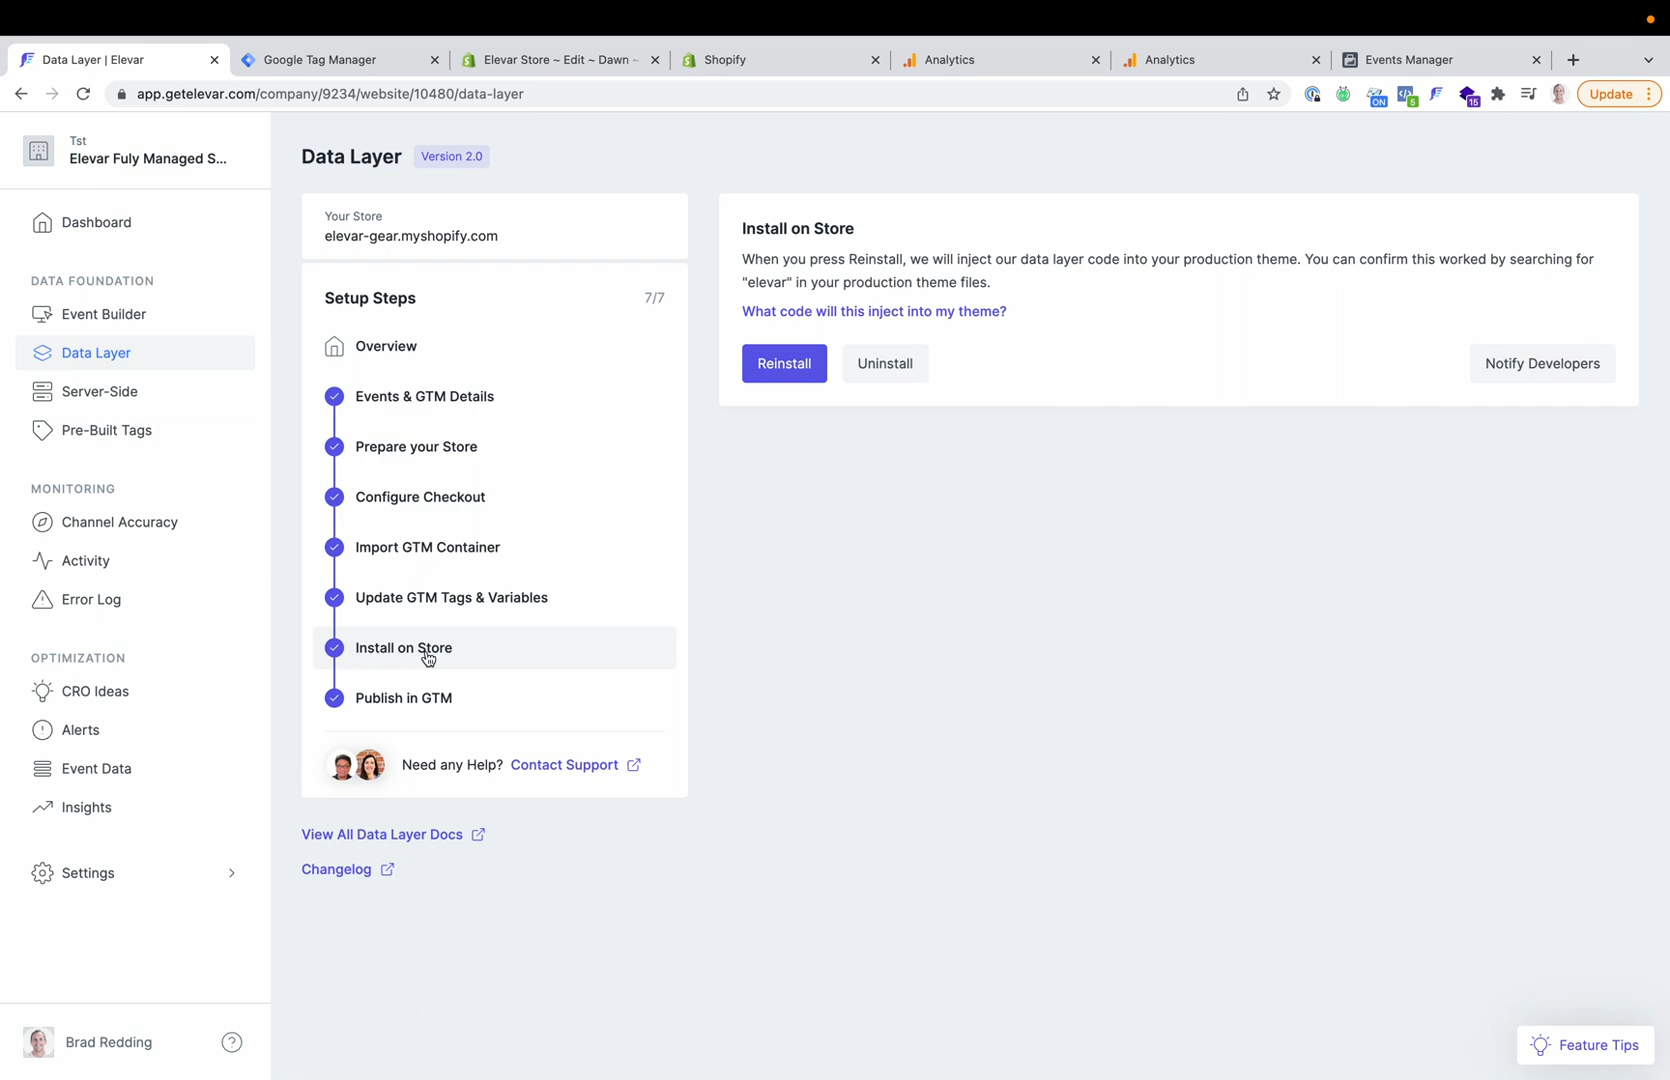 Data Layer | Elevar
Google Tag Manager
Elevar Store ~ Edit ~ Dawn ~
Shopify
Analytics
Analytics
Events Manager
app.getelevar.com/company/9234/website/10480/data-layer
ON
5
15
Update
Tst
Elevar Fuly Managed S...
Dashboard
DATA FOUNDATION
Event Builder
Data Layer
Server-Side
Pre-Built Tags
MONITORING
Channel Accuracy
Activity
Error Log
OPTIMIZATION
CRO Ideas
Alerts
Event Data
Insights
Settings
Brad Redding
Data Layer Version 2.0
Your Store
elevar-gear.myshopify.com
Setup Steps 7/7
Overview
Events & GTM Details
Prepare your Store
Configure Checkout
Import GTM Container
Update GTM Tags & Variables
Install on Store
Publish in GTM
Need any Help? Contact Support
View All Data Layer Docs
Changelog
Install on Store
When you press Reinstall, we will inject our data layer code into your production theme. You can confirm this worked by searching for
"elevar" in your production theme files.
What code will this inject into my theme?
Reinstall Uninstall Notify Developers
Feature Tips